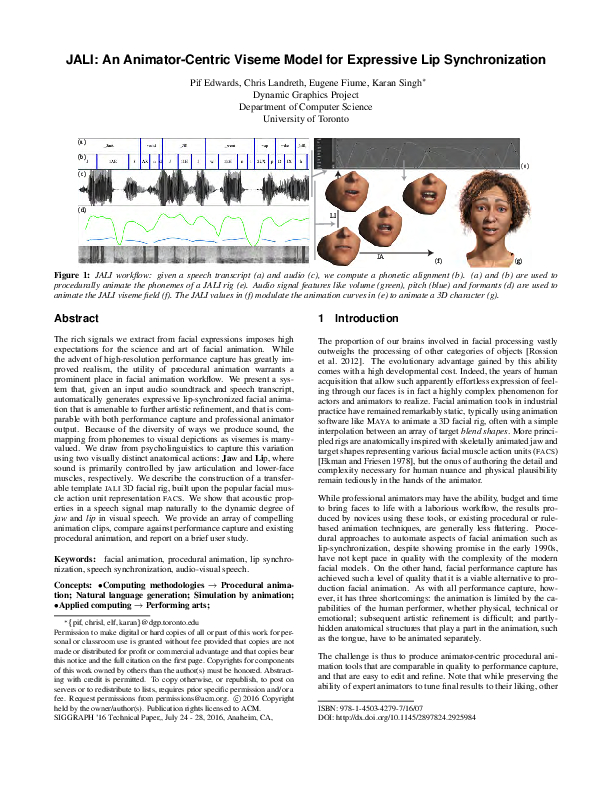 JALI: An Animator-Centric Viseme Model for Expressive Lip Synchronization
Pif Edwards, Chris Landreth, Eugene Fiume, Karan Singh*
Dynamic Graphics Project
Department of Computer Science
University of Toronto
(a)
(b)
(c)
(d)
(e)
LI
IA
(f)
(g)
Figure 1: JALI workflow: given a speech transcript (a) and audio (c), we compute a phonetic alignment (b). (a) and (b) are used to
procedurally animate the phonemes of a JALI rig (e). Audio signal features like volume (green), pitch (blue) and formants (d) are used to
animate the JALI viseme field (f). The JALI values in (f) modulate the animation curves in (e) to animate a 3D character (g).
Abstract
The rich signals we extract from facial expressions imposes high
expectations for the science and art of facial animation. While
the advent of high-resolution performance capture has greatly im-
proved realism, the utility of procedural animation warrants a
prominent place in facial animation workflow. We present a sys-
tem that, given an input audio soundtrack and speech transcript,
automatically generates expressive lip-synchronized facial anima-
tion that is amenable to further artistic refinement, and that is com-
parable with both performance capture and professional animator
output. Because of the diversity of ways we produce sound, the
mapping from phonemes to visual depictions as visemes is many-
valued. We draw from psycholinguistics to capture this variation
using two visually distinct anatomical actions: Jaw and Lip, where
sound is primarily controlled by jaw articulation and lower-face
muscles, respectively. We describe the construction of a transfer-
able template JALI 3D facial rig, built upon the popular facial mus-
cle action unit representation FACS. We show that acoustic prop-
erties in a speech signal map naturally to the dynamic degree of
jaw and lip in visual speech. We provide an array of compelling
animation clips, compare against performance capture and existing
procedural animation, and report on a brief user study.
Keywords: facial animation, procedural animation, lip synchro-
nization, speech synchronization, audio-visual speech.
Concepts: •Computing methodologies → Procedural anima-
tion; Natural language generation; Simulation by animation;
•Applied computing → Performing arts;
*{pif, chrisl, elf, karan}@dgp.toronto.edu
Permission to make digital or hard copies of all or part of this work for per-
sonal or classroom use is granted without fee provided that copies are not
made or distributed for profit or commercial advantage and that copies bear
this notice and the full citation on the first page. Copyrights for components
of this work owned by others than the author(s) must be honored. Abstract-
ing with credit is permitted. To copy otherwise, or republish, to post on
servers or to redistribute to lists, requires prior specific permission and/or a
fee. Request permissions from permissions@acm.org. © 2016 Copyright
held by the owner/author(s). Publication rights licensed to ACM.
SIGGRAPH '16 Technical Paper,, July 24 - 28, 2016, Anaheim, CA,
1 Introduction
The proportion of our brains involved in facial processing vastly
outweighs the processing of other categories of objects [Rossion
et al. 2012]. The evolutionary advantage gained by this ability
comes with a high developmental cost. Indeed, the years of human
acquisition that allow such apparently effortless expression of feel-
ing through our faces is in fact a highly complex phenomenon for
actors and animators to realize. Facial animation tools in industrial
practice have remained remarkably static, typically using animation
software like MAYA to animate a 3D facial rig, often with a simple
interpolation between an array of target blend shapes. More princi-
pled rigs are anatomically inspired with skeletally animated jaw and
target shapes representing various facial muscle action units (FACS)
[Ekman and Friesen 1978], but the onus of authoring the detail and
complexity necessary for human nuance and physical plausibility
remain tediously in the hands of the animator.
While professional animators may have the ability, budget and time
to bring faces to life with a laborious workflow, the results pro-
duced by novices using these tools, or existing procedural or rule-
based animation techniques, are generally less flattering. Proce-
dural approaches to automate aspects of facial animation such as
lip-synchronization, despite showing promise in the early 1990s,
have not kept pace in quality with the complexity of the modern
facial models. On the other hand, facial performance capture has
achieved such a level of quality that it is a viable alternative to pro-
duction facial animation. As with all performance capture, how-
ever, it has three shortcomings: the animation is limited by the ca-
pabilities of the human performer, whether physical, technical or
emotional; subsequent artistic refinement is difficult; and partly-
hidden anatomical structures that play a part in the animation, such
as the tongue, have to be animated separately.
The challenge is thus to produce animator-centric procedural ani-
mation tools that are comparable in quality to performance capture,
and that are easy to edit and refine. Note that while preserving the
ability of expert animators to tune final results to their liking, other
ISBN: 978-1-4503-4279-7/16/07
DOI: http://dx.doi.org/10.1145/2897824.2925984